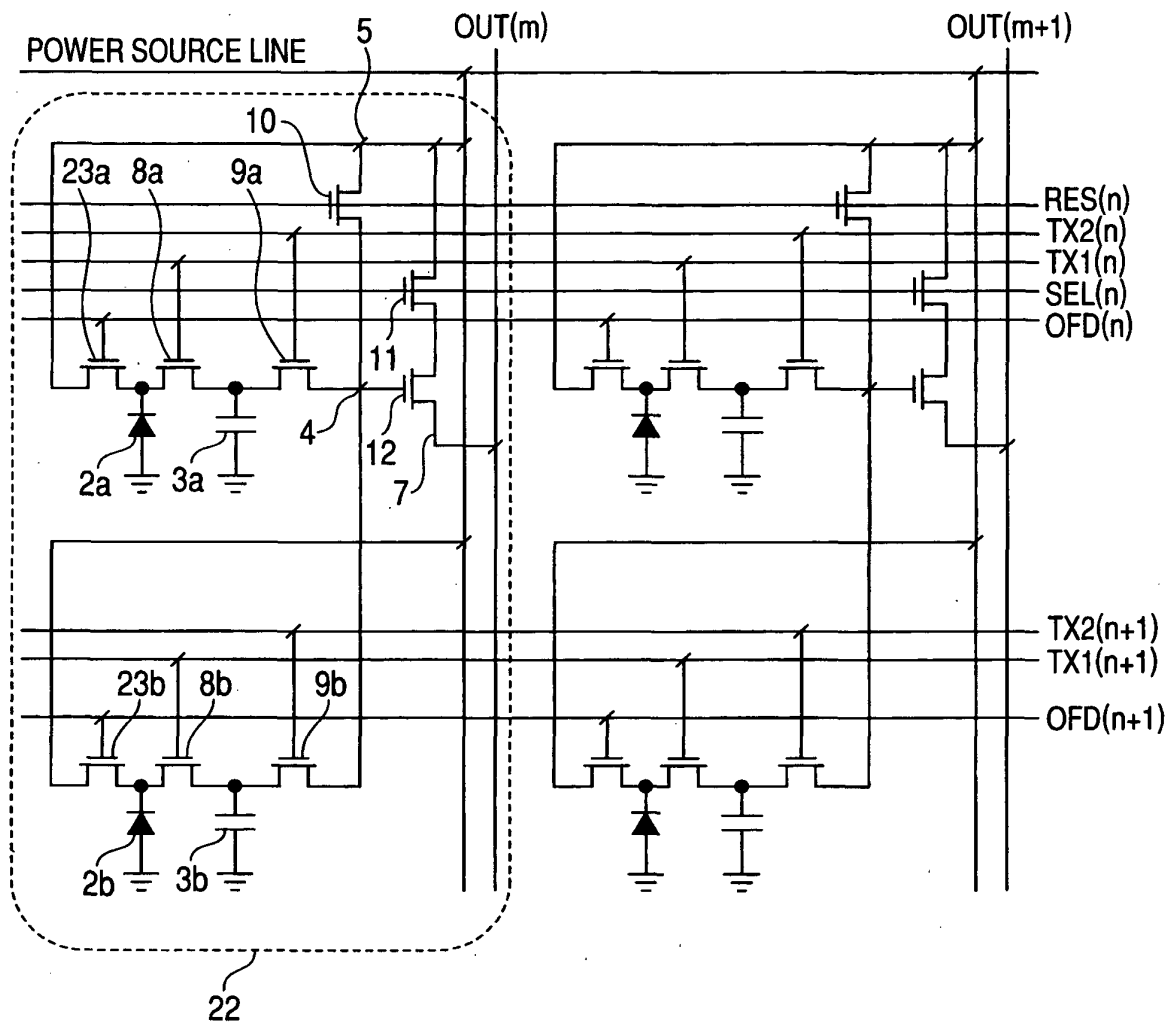 OUT(m)
OUT(m+1)
5
POWER SOURCE LINE
10
23a
8a
9a
RES(n)
TX2(n)
TX1(n)
SEL(n)
OFD(n)
11
4
12
2a
3a
7
TX2(n+1)
TX1(n+1)
23b
8b
9b
OFD(n+1)
2b
3b
22